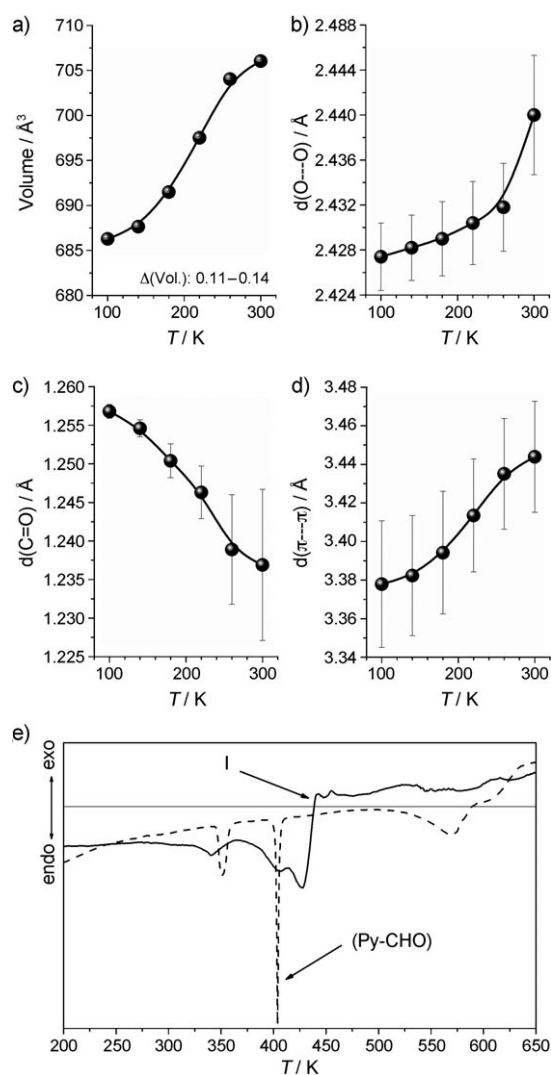 a)
710
705
700
695
690
685
680
Volume / Å³
Δ(Vol.): 0.11–0.14
100 200 300
T / K
b)
2.488
2.444
2.440
2.436
2.432
2.428
2.424
d(O---O) / Å
100 200 300
T / K
c)
1.260
1.255
1.250
1.245
1.240
1.235
1.230
1.225
d(C=O) / Å
100 200 300
T / K
d)
3.48
3.44
3.42
3.40
3.38
3.36
3.34
d(π---π) / Å
100 200 300
T / K
e)
exo
endo
I
(Py-CHO)
200 250 300 350 400 450 500 550 600 650
T / K